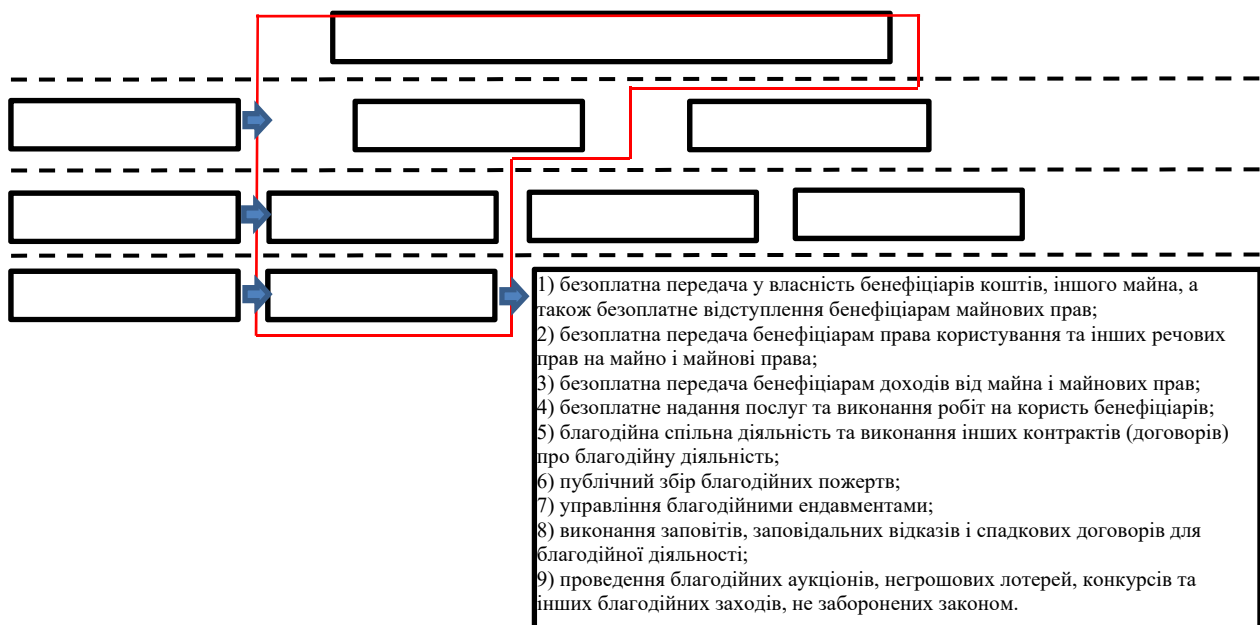 1) безоплатна передача у власність бенефіціарів коштів, іншого майна, а
також безоплатне відступлення бенефіціарам майнових прав;
2) безоплатна передача бенефіціарам права користування та інших речових
прав на майно і майнові права;
3) безоплатна передача бенефіціарам доходів від майна і майнових прав;
4) безоплатне надання послуг та виконання робіт на користь бенефіціарів;
5) благодійна спільна діяльність та виконання інших контрактів (договорів)
про благодійну діяльність;
6) публічний збір благодійних пожертв;
7) управління благодійними ендавментами;
8) виконання заповітів, заповідальних відказів і спадкових договорів для
благодійної діяльності;
9) проведення благодійних аукціонів, негрошових лотерей, конкурсів та
інших благодійних заходів, не заборонених законом.